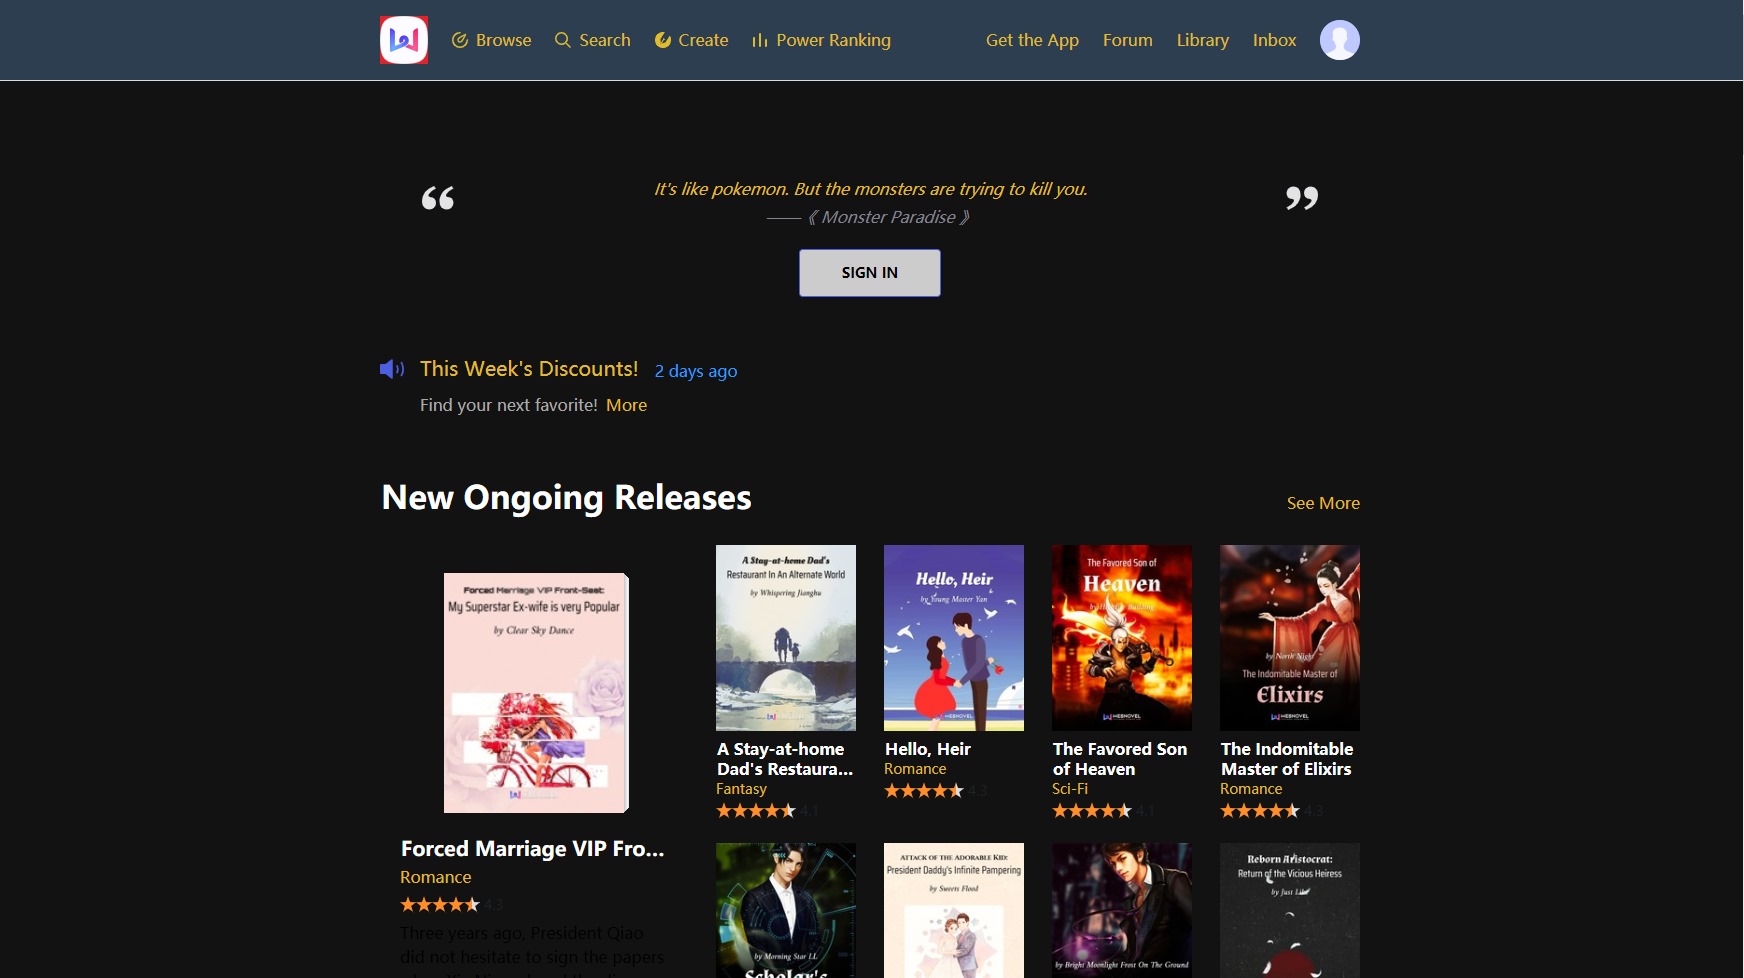 Browse
Search
Create
Power Ranking
Get the App
Forum
Library
Inbox
It's like pokemon. But the monsters are trying to kill you.
—— 《 Monster Paradise 》
SIGN IN
This Week's Discounts! 2 days ago
Find your next favorite! More
New Ongoing Releases
See More
Forced Marriage VIP Front-Seat:
My Superstar Ex-wife is very Popular
by Clear Sky Dance
Forced Marriage VIP Fro...
Romance
4.3
Three years ago, President Qiao
did not hesitate to sign the papers
A Stay-at-home Dad's
Restaurant In An Alternate World
by Whispering Jianghu
A Stay-at-home
Dad's Restaura...
Fantasy
4.1
Hello, Heir
by Young Master Yan
WEBNOVEL
Hello, Heir
Romance
4.3
The Favored Son of
Heaven
WEBNOVEL
The Favored Son
of Heaven
Sci-Fi
4.1
by North Night
The Indomitable Master of
Elixirs
WEBNOVEL
The Indomitable
Master of Elixirs
Romance
4.3
by Morning Star LL
Scholar's
Attack of the Adorable Kid:
President Daddy's Infinite Pampering
by Sweets Flood
by Bright Moonlight Frost On The Ground
Reborn Aristocrat:
Return of the Vicious Heiress
by Just Like